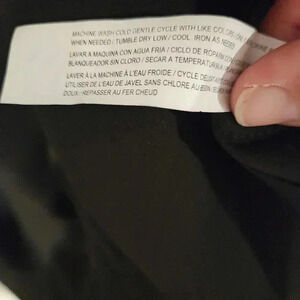 MACHINE WASH COLD GENTLE CYCLE WITH LIKE COLORS
WHEN NEEDED / TUMBLE DRY LOW / COOL IRON AS NEEDED
LAVAR A MAQUINA CON AGUA FRIA / CICLO DE ROPA
BLANQUEADOR SIN CLORO / SECAR A TEMPERATURA
LAVER À LA MACHINE À L'EAU FROIDE / CYCLE
UTILISER DE L'EAU DE JAVEL SANS CHLORE AU
DOUX / REPASSER AU FER CHEUD